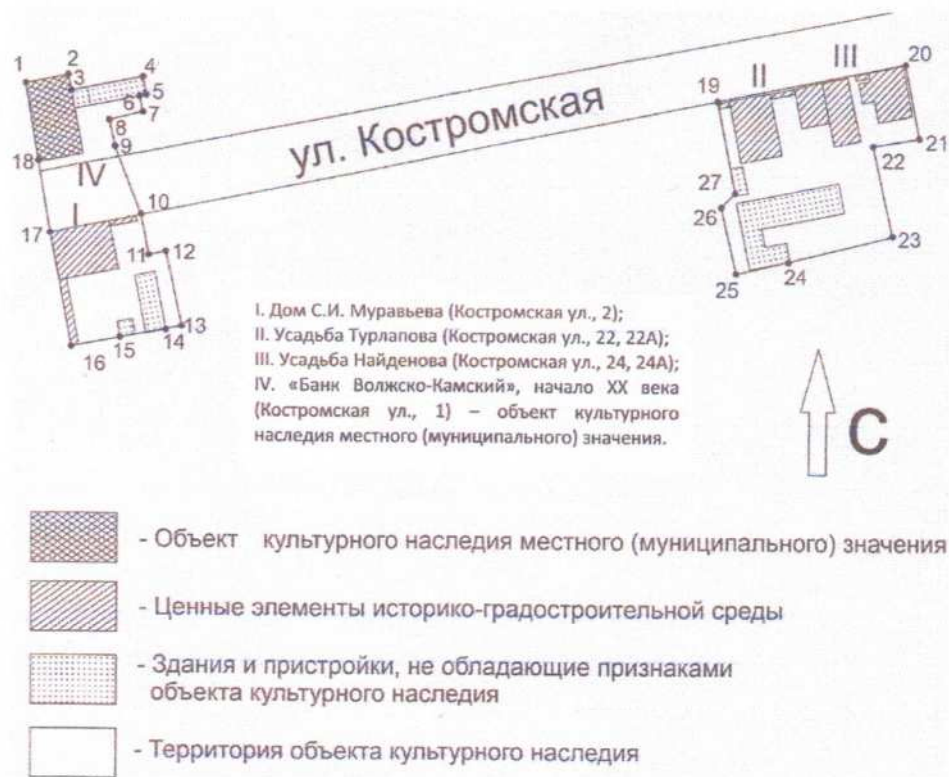 1
2
3
4
5
6
7
8
9
18
IV
ул. Костромская
19
II
III
20
21
22
27
26
23
24
25
17
I
10
11
12
13
14
15
16
I. Дом С.И. Муравьева (Костромская ул., 2);
II. Усадьба Турлапова (Костромская ул., 22, 22А);
III. Усадьба Найденова (Костромская ул., 24, 24А);
IV. «Банк Волжско-Камский», начало XX века
(Костромская ул., 1) – объект культурного
наследия местного (муниципального) значения.
С
- Объект культурного наследия местного (муниципального) значения
- Ценные элементы историко-градостроительной среды
- Здания и пристройки, не обладающие признаками
объекта культурного наследия
- Территория объекта культурного наследия